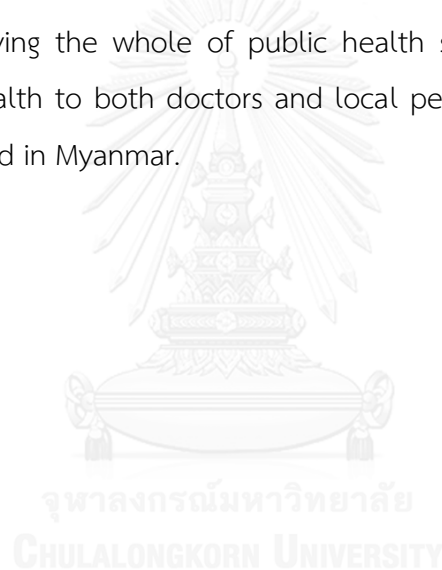 ving the whole of public health s
alth to both doctors and local pe
d in Myanmar.
จุฬาลงกรณ์มหาวิทยาลัย
CHULALONGKORN UNIVERSITY